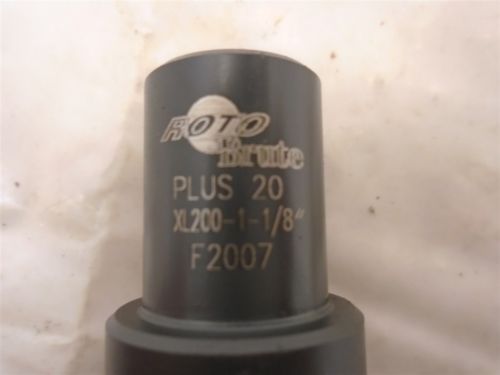 ROTO
Brute
PLUS 20
XL200-1-1/8"
F2007